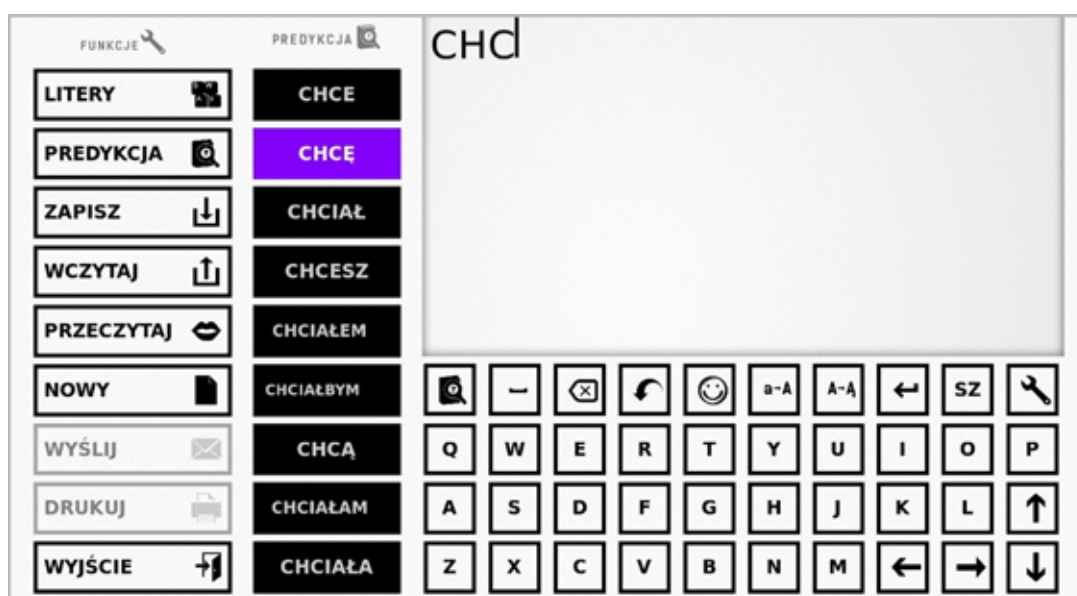 FUNKCJE
LITERY
PREDYKCJA
ZAPISZ
WCZYTAJ
PRZECZYTAJ
NOWY
WYŚLIJ
DRUKUJ
WYJŚCIE
PREDYKCJA
CHCE
CHCĘ
CHCIAŁ
CHCESZ
CHCIAŁEM
CHCIAŁBYM
CHCĄ
CHCIAŁAM
CHCIAŁA
CHC
a-A A-Ą SZ
Q W E R T Y U I O P
A S D F G H J K L
Z X C V B N M